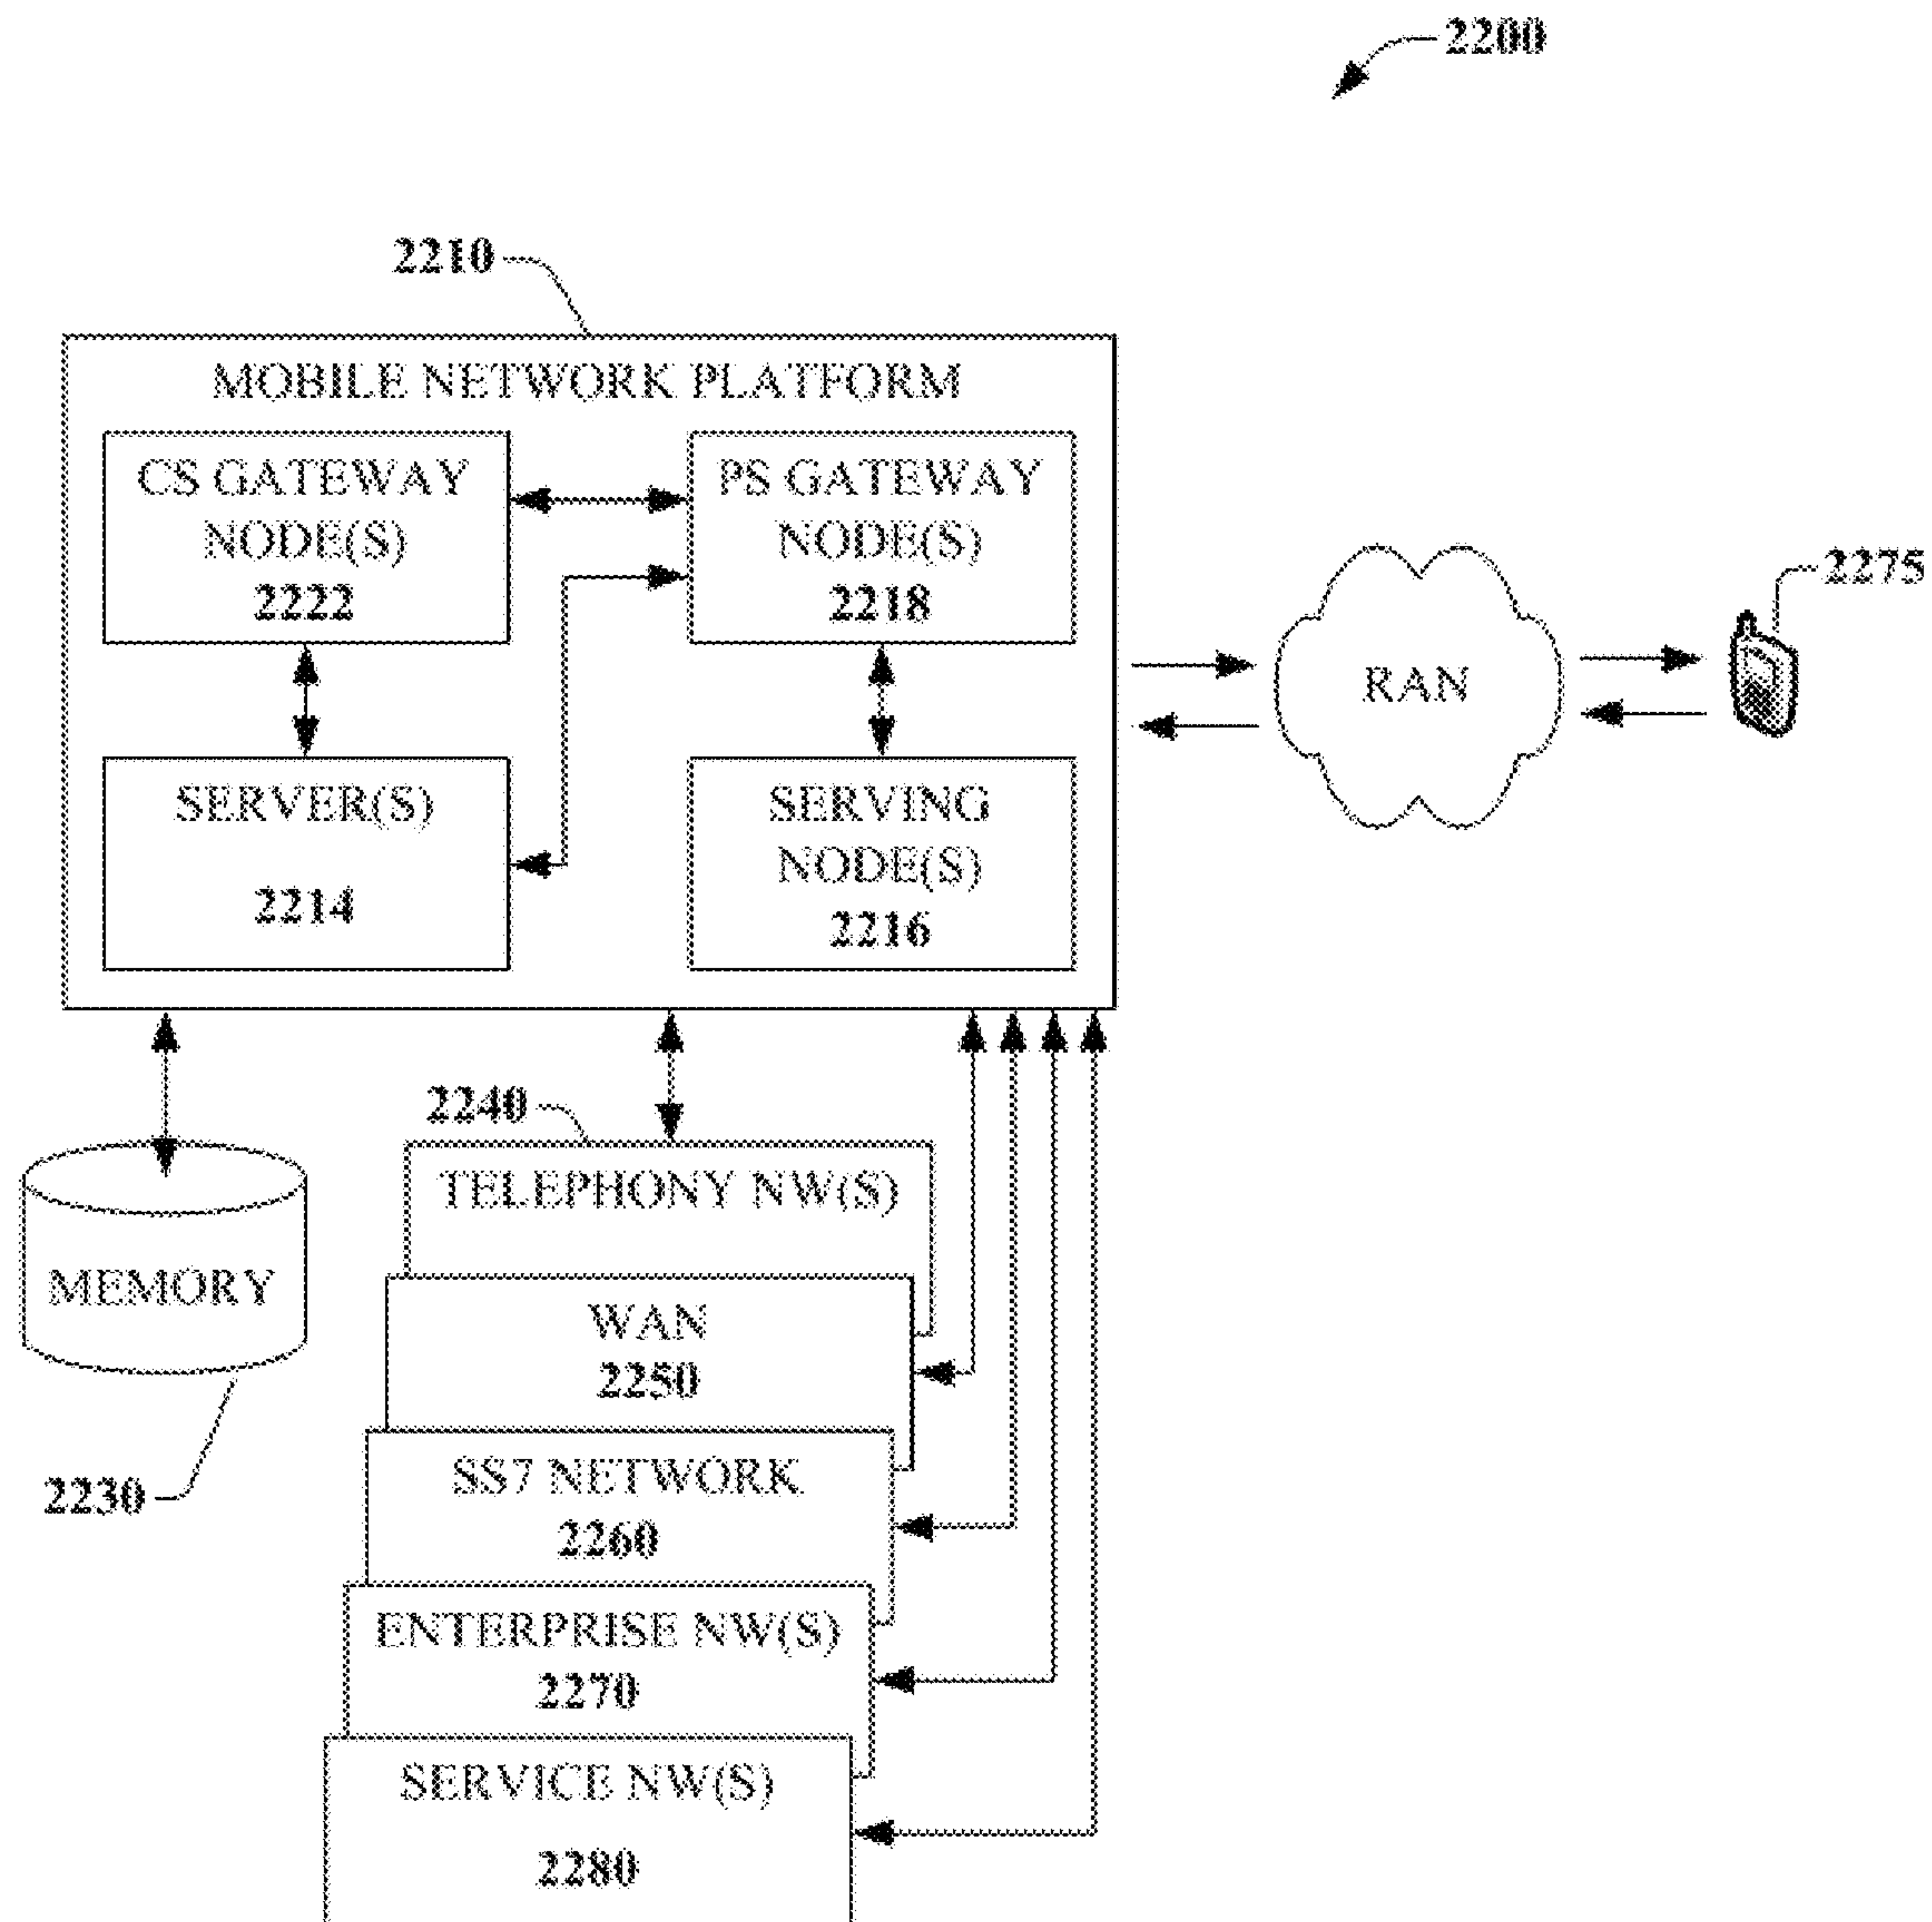 2200
2210
MOBILE NETWORK PLATFORM
CS GATEWAY
NODE(S)
2222
PS GATEWAY
NODE(S)
2218
SERVER(S)
2214
SERVING
NODE(S)
2216
RAN
2275
2240
TELEPHONY NW(S)
MEMORY
2230
WAN
2250
SS7 NETWORK
2260
ENTERPRISE NW(S)
2270
SERVICE NW(S)
2280